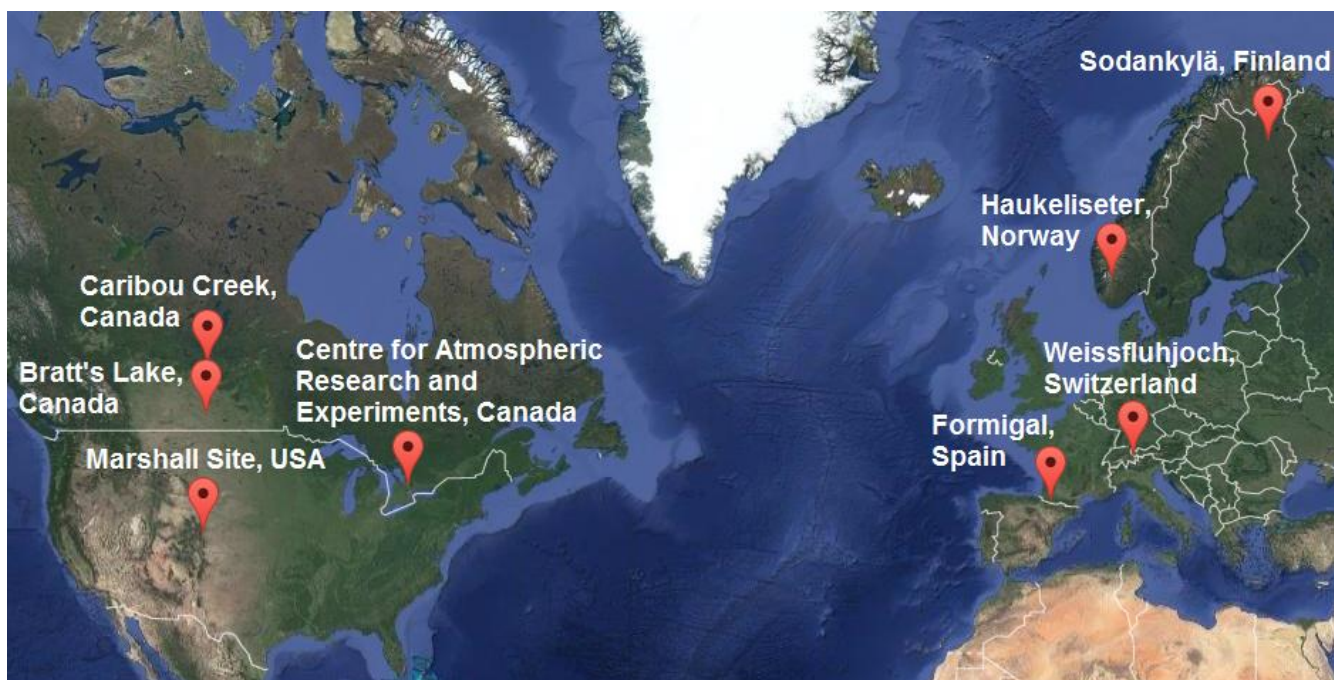 Sodankylä, Finland
Haukeliseter,
Norway
Caribou Creek,
Canada
Centre for Atmospheric
Research and
Experiments, Canada
Bratt's Lake,
Canada
Weissfluhjoch,
Switzerland
Formigal,
Spain
Marshall Site, USA